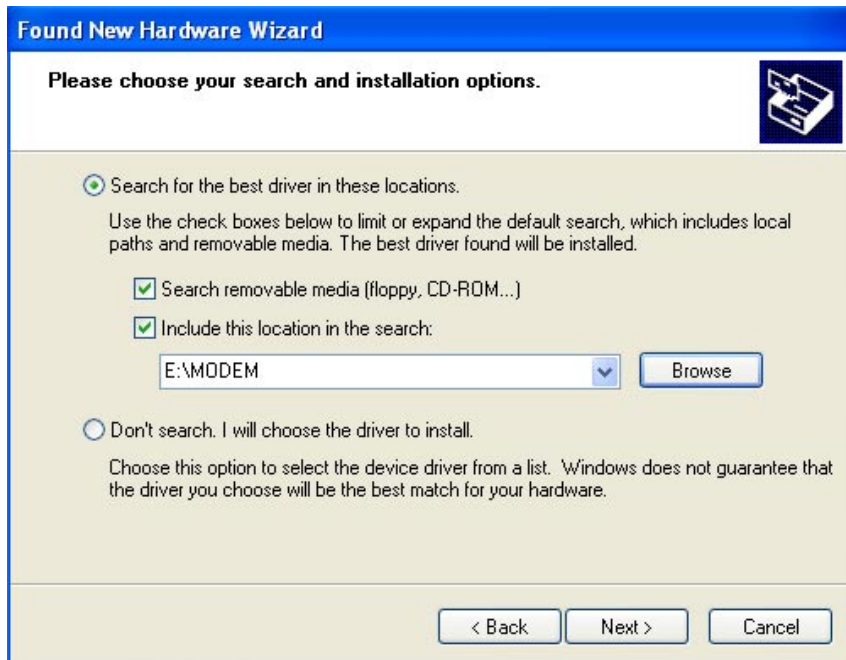 Found New Hardware Wizard
Please choose your search and installation options.
Search for the best driver in these locations.
Use the check boxes below to limit or expand the default search, which includes local
paths and removable media. The best driver found will be installed.
Search removable media (floppy, CD-ROM...)
Include this location in the search:
E:\MODEM
Browse
Don't search. I will choose the driver to install.
Choose this option to select the device driver from a list. Windows does not guarantee that
the driver you choose will be the best match for your hardware.
< Back
Next >
Cancel